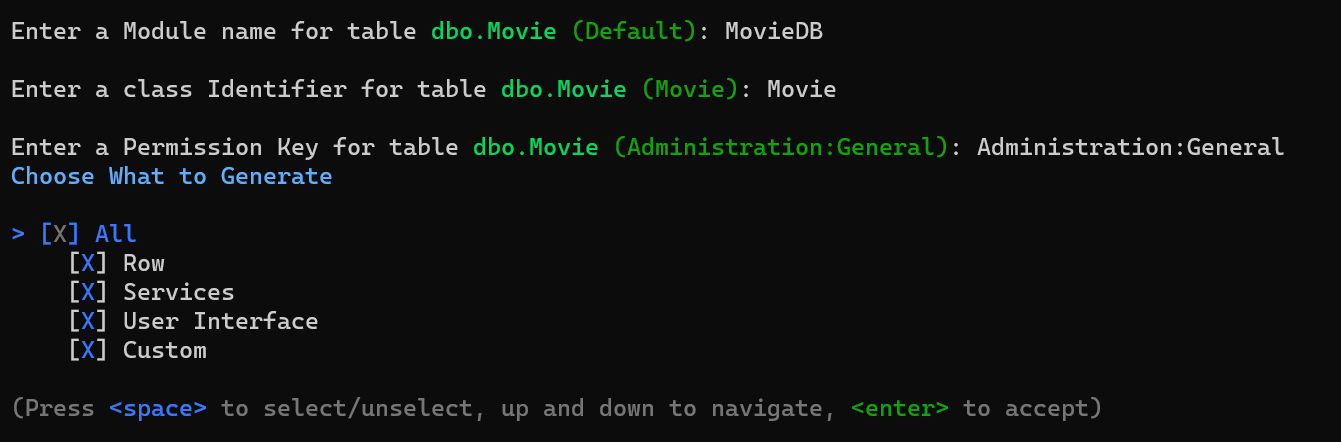 Enter a Module name for table dbo.Movie (Default): MovieDB
Enter a class Identifier for table dbo.Movie (Movie): Movie
Enter a Permission Key for table dbo.Movie (Administration:General): Administration:General
Choose What to Generate
> [X] All
[X] Row
[X] Services
[X] User Interface
[X] Custom
(Press <space> to select/unselect, up and down to navigate, <enter> to accept)